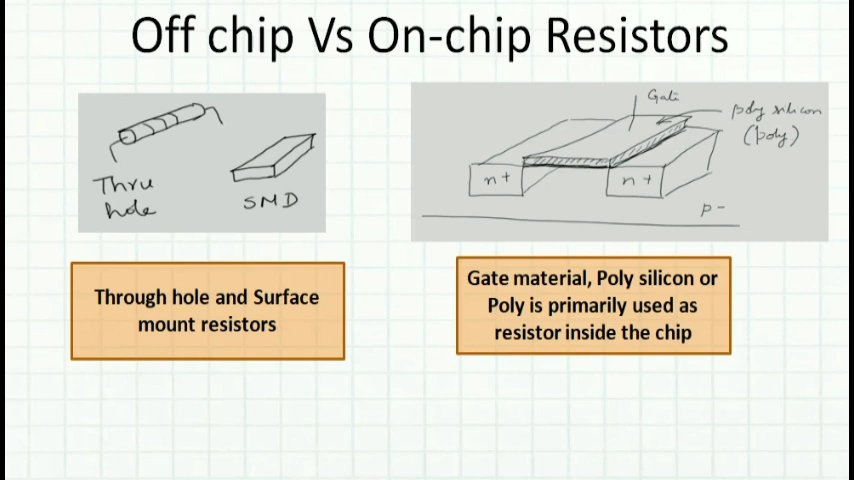 Off chip Vs On-chip Resistors
Thru
hole
SMD
Gate
poly silicon
(poly)
n+
n+
p-
Through hole and Surface
mount resistors
Gate material, Poly silicon or
Poly is primarily used as
resistor inside the chip